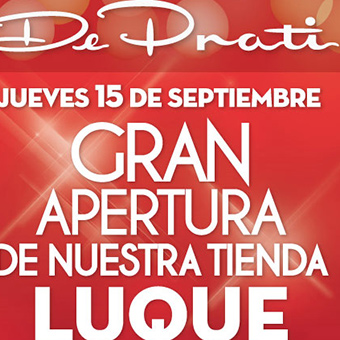 De Prati
JUEVES 15 DE SEPTIEMBRE
GRAN
APERTURA
DE NUESTRA TIENDA
LUQUE